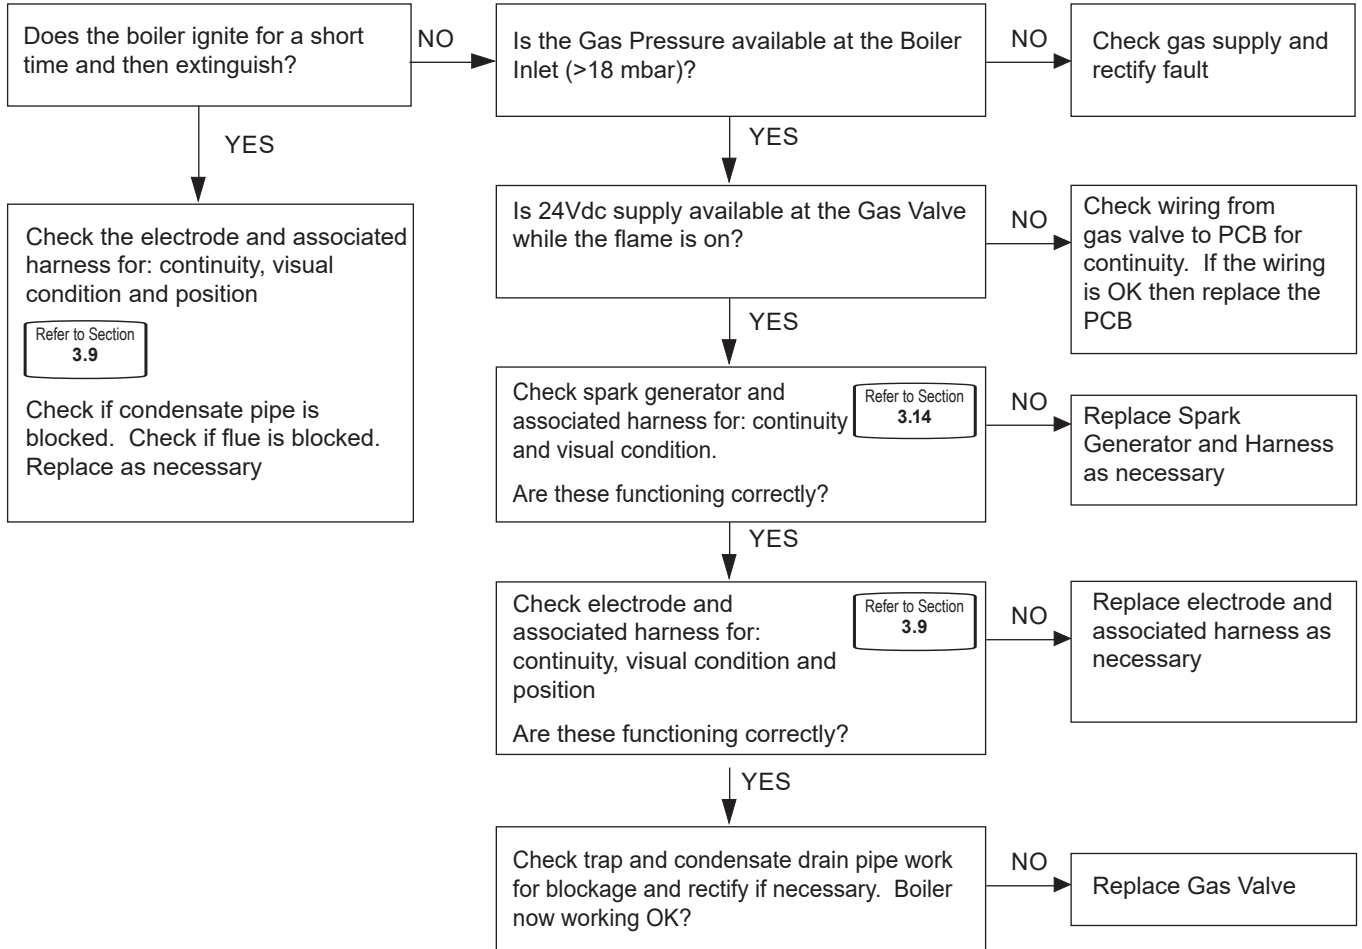 Does the boiler ignite for a short
time and then extinguish?
NO
Is the Gas Pressure available at the Boiler
Inlet (>18 mbar)?
NO
Check gas supply and
rectify fault
YES
YES
Check the electrode and associated
harness for: continuity, visual
condition and position
Refer to Section
3.9
Check if condensate pipe is
blocked.  Check if flue is blocked.
Replace as necessary
Is 24Vdc supply available at the Gas Valve
while the flame is on?
NO
Check wiring from
gas valve to PCB for
continuity.  If the wiring
is OK then replace the
PCB
YES
Check spark generator and
associated harness for: continuity
and visual condition.
Refer to Section
3.14
Are these functioning correctly?
NO
Replace Spark
Generator and Harness
as necessary
YES
Check electrode and
associated harness for:
continuity, visual condition and
position
Refer to Section
3.9
Are these functioning correctly?
NO
Replace electrode and
associated harness as
necessary
YES
Check trap and condensate drain pipe work
for blockage and rectify if necessary.  Boiler
now working OK?
NO
Replace Gas Valve